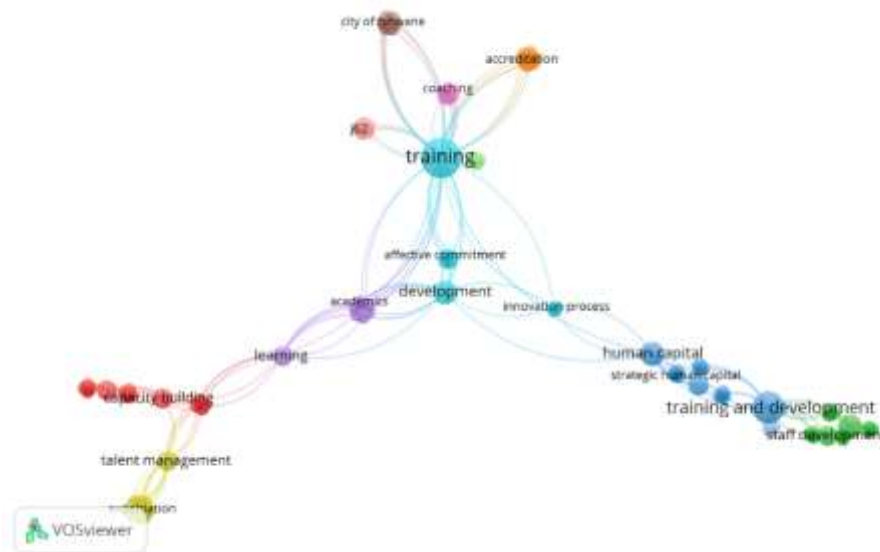 city of tshwane
accredication
coaching
training
affective commitment
development
academics
innovation process
learning
human capital
strategic human capital
capacity building
training and development
staff development
talent management
VOSviewer